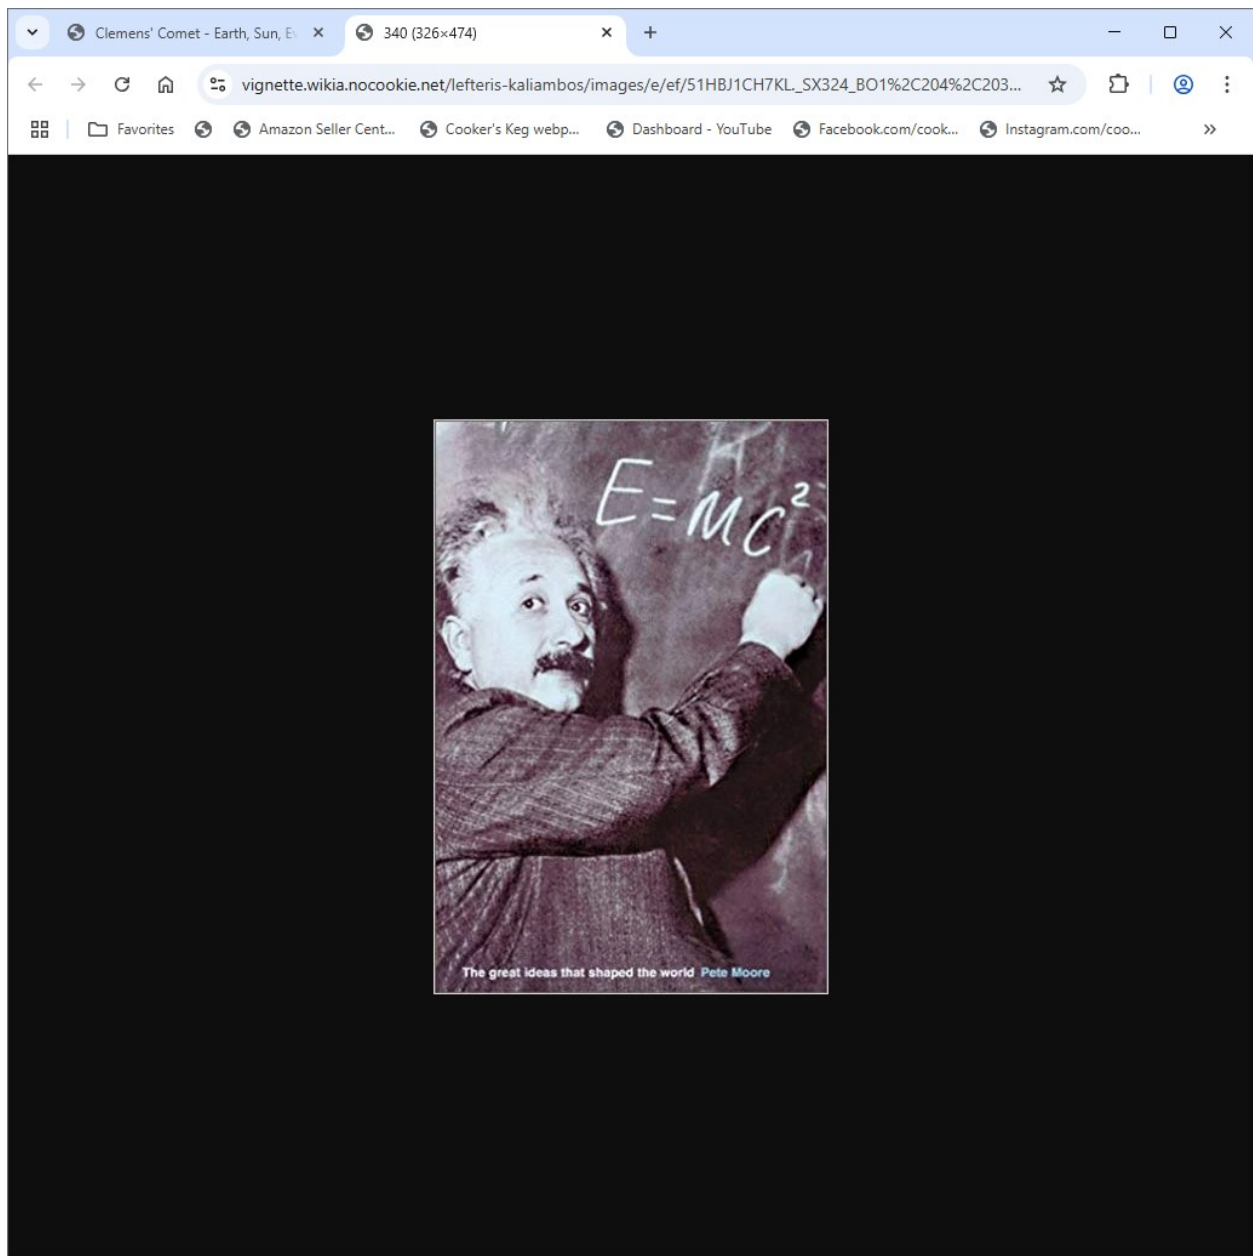 Clemens' Comet - Earth, Sun, Ev
340 (326×474)
vignette.wikia.nocookie.net/lefteris-kaliambos/images/e/ef/51HBJ1CH7KL._SX324_BO1%2C204%2C203...
Favorites
Amazon Seller Cent...
Cooker's Keg webp...
Dashboard - YouTube
Facebook.com/cook...
Instagram.com/coo...
E=MC²
The great ideas that shaped the world Pete Moore